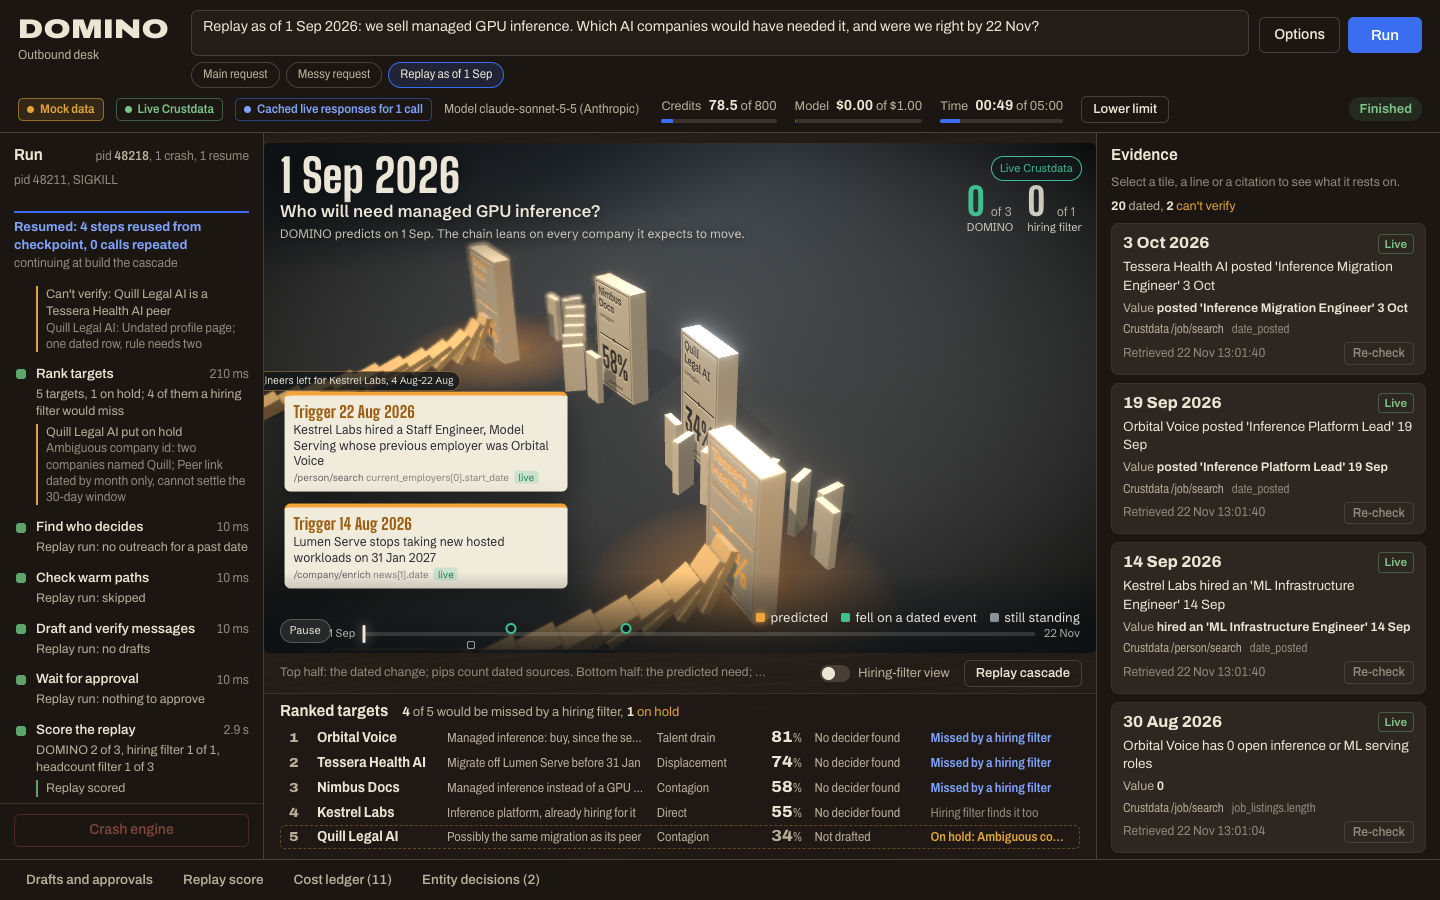 DOMINO
Outbound desk
Replay as of 1 Sep 2026: we sell managed GPU inference. Which AI companies would have needed it, and were we right by 22 Nov?
Options
Run
Main request
Messy request
Replay as of 1 Sep
Mock data
Live Crustdata
Cached live responses for 1 call
Model claude-sonnet-5-5 (Anthropic)
Credits 78.5 of 800
Model $0.00 of $1.00
Time 00:49 of 05:00
Lower limit
Finished
Run
pid 48218, 1 crash, 1 resume
pid 48211, SIGKILL
Resumed: 4 steps reused from
checkpoint, 0 calls repeated
continuing at build the cascade
Can't verify: Quill Legal AI is a
Tessera Health AI peer
Quill Legal AI: Undated profile page;
one dated row, rule needs two
Rank targets 210 ms
5 targets, 1 on hold; 4 of them a hiring
filter would miss
Quill Legal AI put on hold
Ambiguous company id: two
companies named Quill; Peer link
dated by month only, cannot settle the
30-day window
Find who decides 10 ms
Replay run: no outreach for a past date
Check warm paths 10 ms
Replay run: skipped
Draft and verify messages 10 ms
Replay run: no drafts
Wait for approval 10 ms
Replay run: nothing to approve
Score the replay 2.9 s
DOMINO 2 of 3, hiring filter 1 of 1,
headcount filter 1 of 3
Replay scored
Crash engine
1 Sep 2026
Who will need managed GPU inference?
DOMINO predicts on 1 Sep. The chain leans on every company it expects to move.
Live Crustdata
0 of 3
DOMINO
0 of 1
hiring filter
Nimbus
Docs
58%
Quill
Legal AI
34%
Tessera
Health AI
%
ineers left for Kestrel Labs, 4 Aug-22 Aug
Trigger 22 Aug 2026
Kestrel Labs hired a Staff Engineer, Model
Serving whose previous employer was Orbital
Voice
/person/search current_employers[0].start_date live
Trigger 14 Aug 2026
Lumen Serve stops taking new hosted
workloads on 31 Jan 2027
/company/enrich news[1].date live
predicted
fell on a dated event
still standing
Pause
1 Sep
22 Nov
Top half: the dated change; pips count dated sources. Bottom half: the predicted need; ...
Hiring-filter view
Replay cascade
Ranked targets 4 of 5 would be missed by a hiring filter, 1 on hold
1 Orbital Voice Managed inference: buy, since the se... Talent drain 81% No decider found Missed by a hiring filter
2 Tessera Health AI Migrate off Lumen Serve before 31 Jan Displacement 74% No decider found Missed by a hiring filter
3 Nimbus Docs Managed inference instead of a GPU ... Contagion 58% No decider found Missed by a hiring filter
4 Kestrel Labs Inference platform, already hiring for it Direct 55% No decider found Hiring filter finds it too
5 Quill Legal AI Possibly the same migration as its peer Contagion 34% Not drafted On hold: Ambiguous co...
Evidence
Select a tile, a line or a citation to see what it rests on.
20 dated, 2 can't verify
3 Oct 2026 Live
Tessera Health AI posted 'Inference Migration
Engineer' 3 Oct
Value posted 'Inference Migration Engineer' 3 Oct
Crustdata /job/search date_posted
Retrieved 22 Nov 13:01:40 Re-check
19 Sep 2026 Live
Orbital Voice posted 'Inference Platform Lead' 19
Sep
Value posted 'Inference Platform Lead' 19 Sep
Crustdata /job/search date_posted
Retrieved 22 Nov 13:01:40 Re-check
14 Sep 2026 Live
Kestrel Labs hired an 'ML Infrastructure
Engineer' 14 Sep
Value hired an 'ML Infrastructure Engineer' 14 Sep
Crustdata /person/search date_posted
Retrieved 22 Nov 13:01:40 Re-check
30 Aug 2026 Live
Orbital Voice has 0 open inference or ML serving
roles
Value 0
Crustdata /job/search job_listings.length
Retrieved 22 Nov 13:01:04 Re-check
Drafts and approvals
Replay score
Cost ledger (11)
Entity decisions (2)